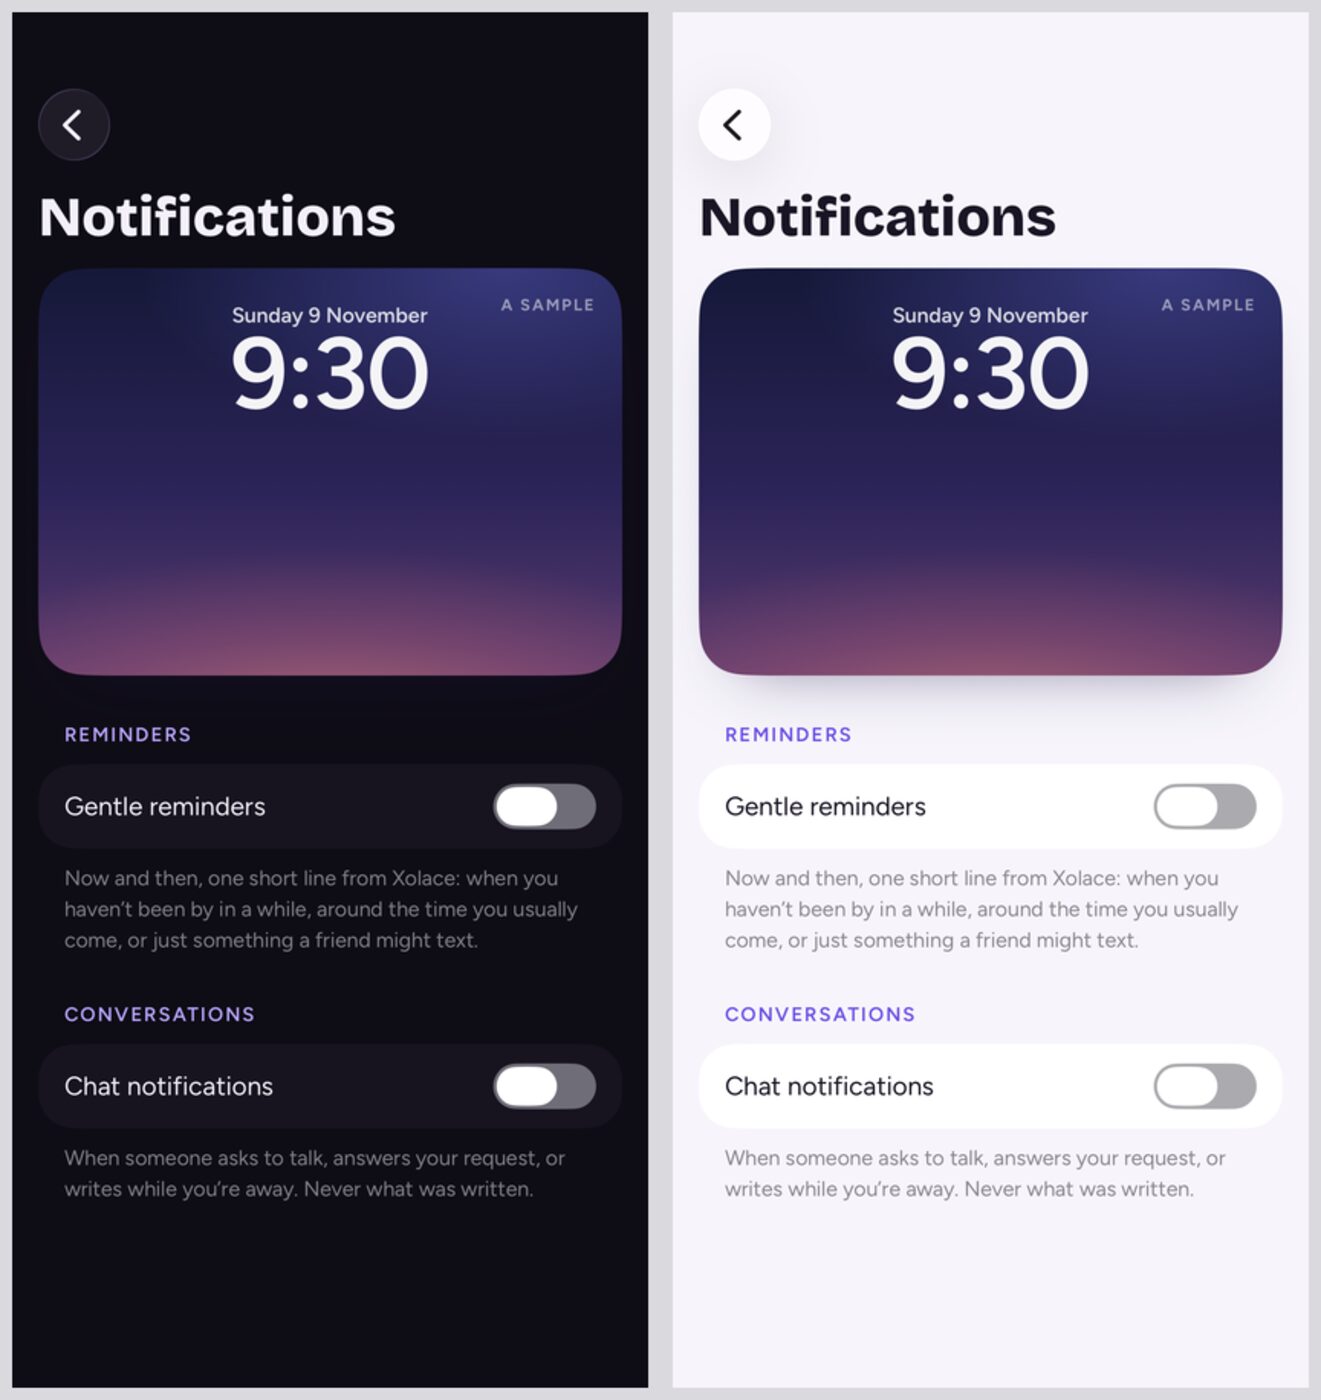 Notifications
A SAMPLE
Sunday 9 November
9:30
REMINDERS
Gentle reminders
Now and then, one short line from Xolace: when you
haven’t been by in a while, around the time you usually
come, or just something a friend might text.
CONVERSATIONS
Chat notifications
When someone asks to talk, answers your request, or
writes while you’re away. Never what was written.
Notifications
A SAMPLE
Sunday 9 November
9:30
REMINDERS
Gentle reminders
Now and then, one short line from Xolace: when you
haven’t been by in a while, around the time you usually
come, or just something a friend might text.
CONVERSATIONS
Chat notifications
When someone asks to talk, answers your request, or
writes while you’re away. Never what was written.